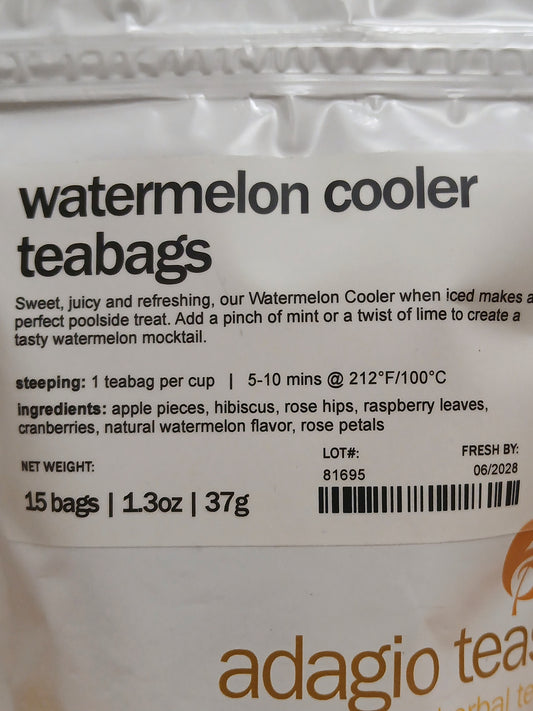 watermelon cooler
teabags
Sweet, juicy and refreshing, our Watermelon Cooler when iced makes a
perfect poolside treat. Add a pinch of mint or a twist of lime to create a
tasty watermelon mocktail.
steeping: 1 teabag per cup | 5-10 mins @ 212°F/100°C
ingredients: apple pieces, hibiscus, rose hips, raspberry leaves,
cranberries, natural watermelon flavor, rose petals
NET WEIGHT:
15 bags | 1.3oz | 37g
LOT#:
81695
FRESH BY:
06/2028
adagio teas